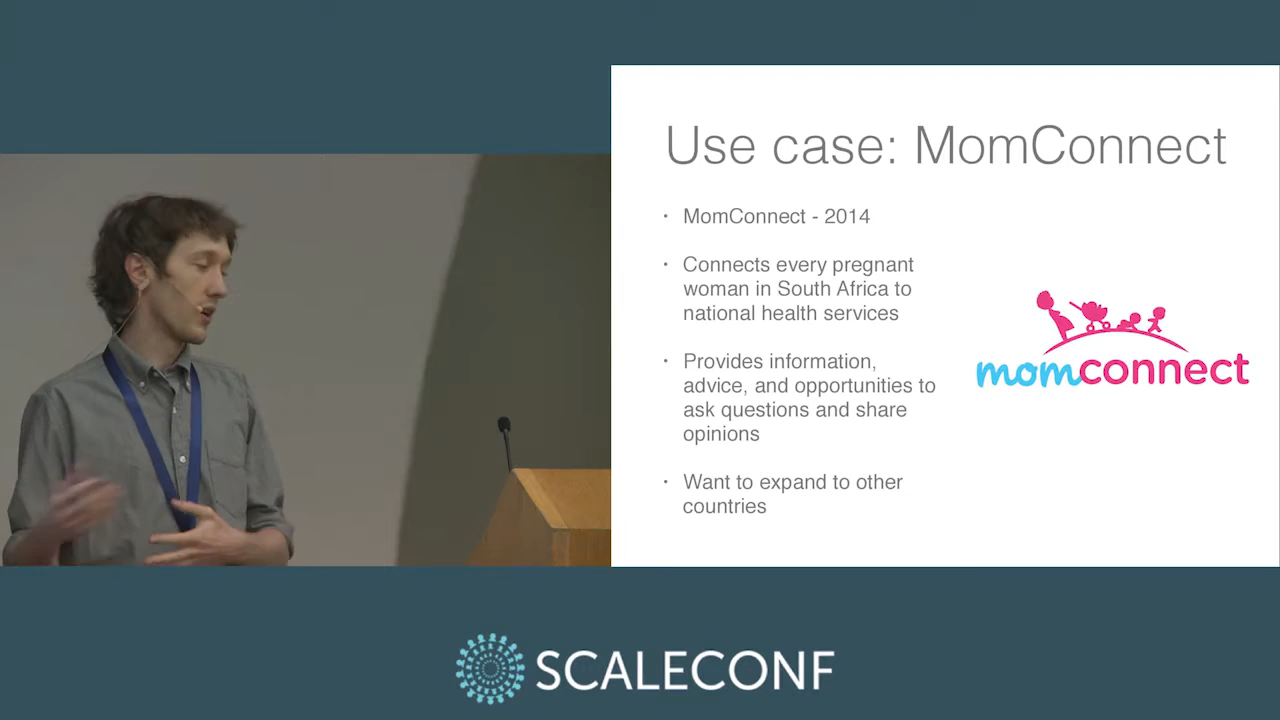 Use case: MomConnect
• MomConnect - 2014
• Connects every pregnant
woman in South Africa to
national health services
• Provides information,
advice, and opportunities to
ask questions and share
opinions
• Want to expand to other
countries
momconnect
SCALECONF